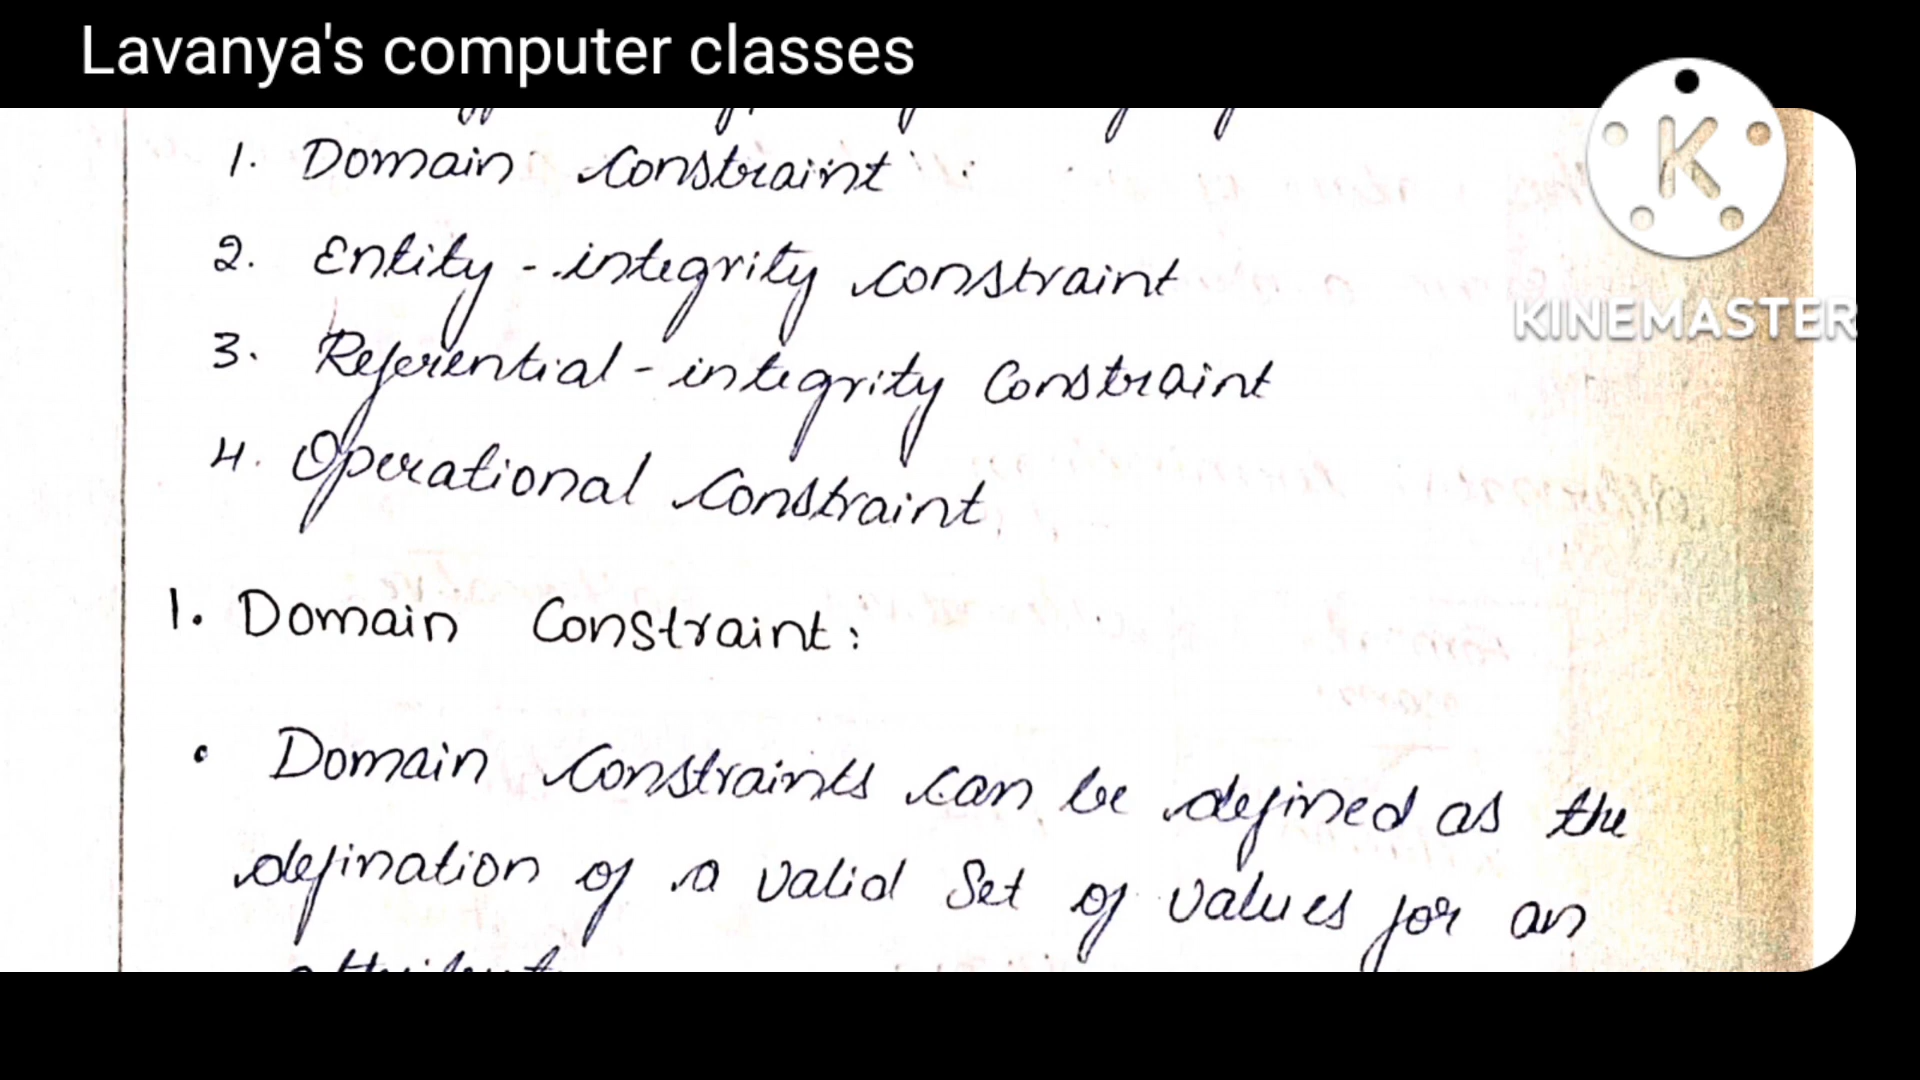 Lavanya's computer classes
1. Domain Constraint
2. Entity - integrity constraint
3. Referential - integrity Constraint
4. Operational Constraint
1. Domain Constraint:
• Domain Constraints can be defined as the
defination of a valid Set of values for an
K
KINEMASTER